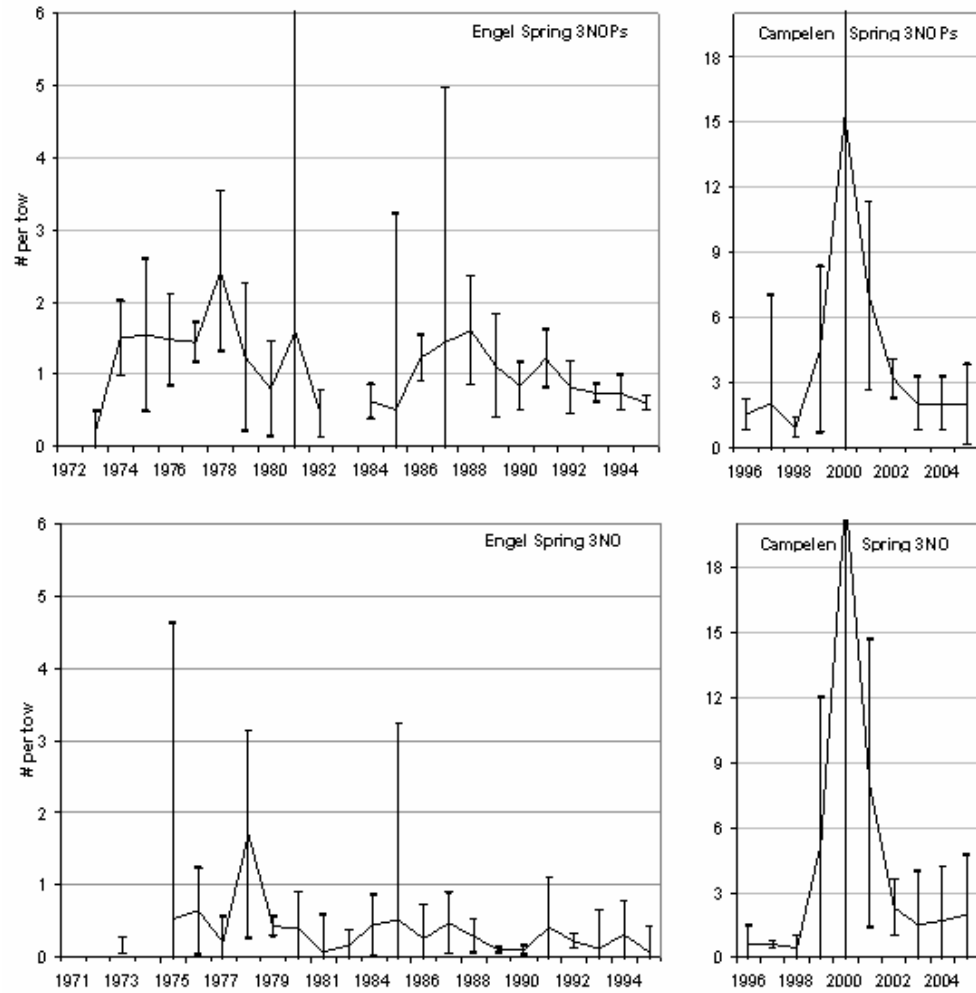 Engel Spring 3NOPs
# per tow
6
5
4
3
2
1
0
1972 1974 1976 1978 1980 1982 1984 1986 1988 1990 1992 1994
Campelen Spring 3NOPs
18
15
12
9
6
3
0
1996 1998 2000 2002 2004
Engel Spring 3NO
# per tow
6
5
4
3
2
1
0
1971 1973 1975 1977 1979 1981 1984 1986 1988 1990 1992 1994
Campelen Spring 3NO
18
15
12
9
6
3
0
1996 1998 2000 2002 2004